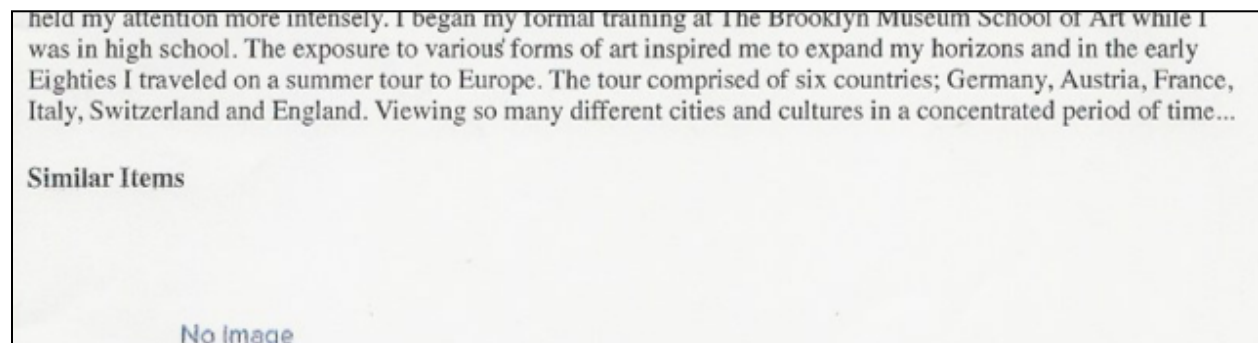 held my attention more intensely. I began my formal training at The Brooklyn Museum School of Art while I
was in high school. The exposure to various forms of art inspired me to expand my horizons and in the early
Eighties I traveled on a summer tour to Europe. The tour comprised of six countries; Germany, Austria, France,
Italy, Switzerland and England. Viewing so many different cities and cultures in a concentrated period of time...
Similar Items
No Image